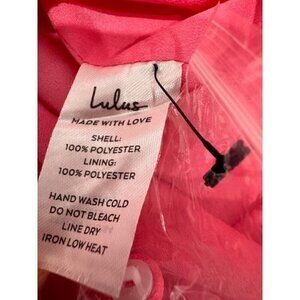 Lulus
MADE WITH LOVE
SHELL:
100% POLYESTER
LINING:
100% POLYESTER
HAND WASH COLD
DO NOT BLEACH
LINE DRY
IRON LOW HEAT